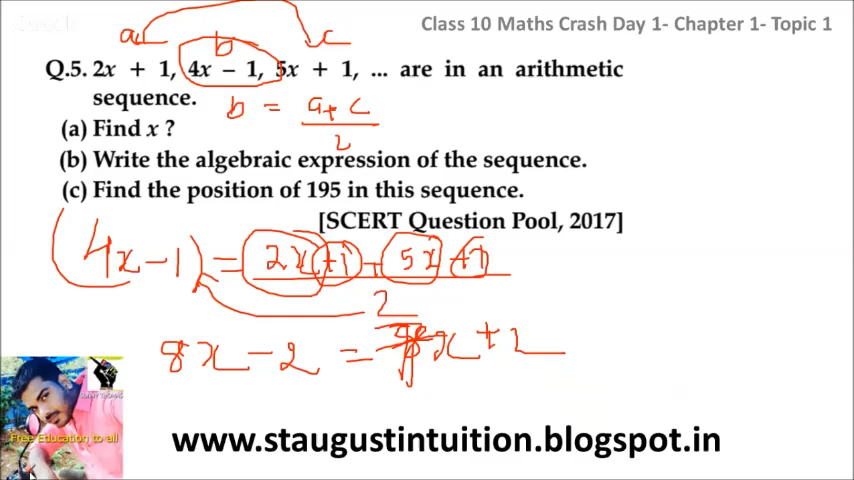 Class 10 Maths Crash Day 1- Chapter 1- Topic 1
a b c
Q.5. 2x + 1, 4x – 1, 5x + 1, ... are in an arithmetic
sequence.
b = a+c
2
(a) Find x ?
(b) Write the algebraic expression of the sequence.
(c) Find the position of 195 in this sequence.
[SCERT Question Pool, 2017]
(4x-1) = 2x+1 + 5x+1
2
8x - 2 = x + 2
SUNNY THOMAS
Free Education to all
www.staugustintuition.blogspot.in